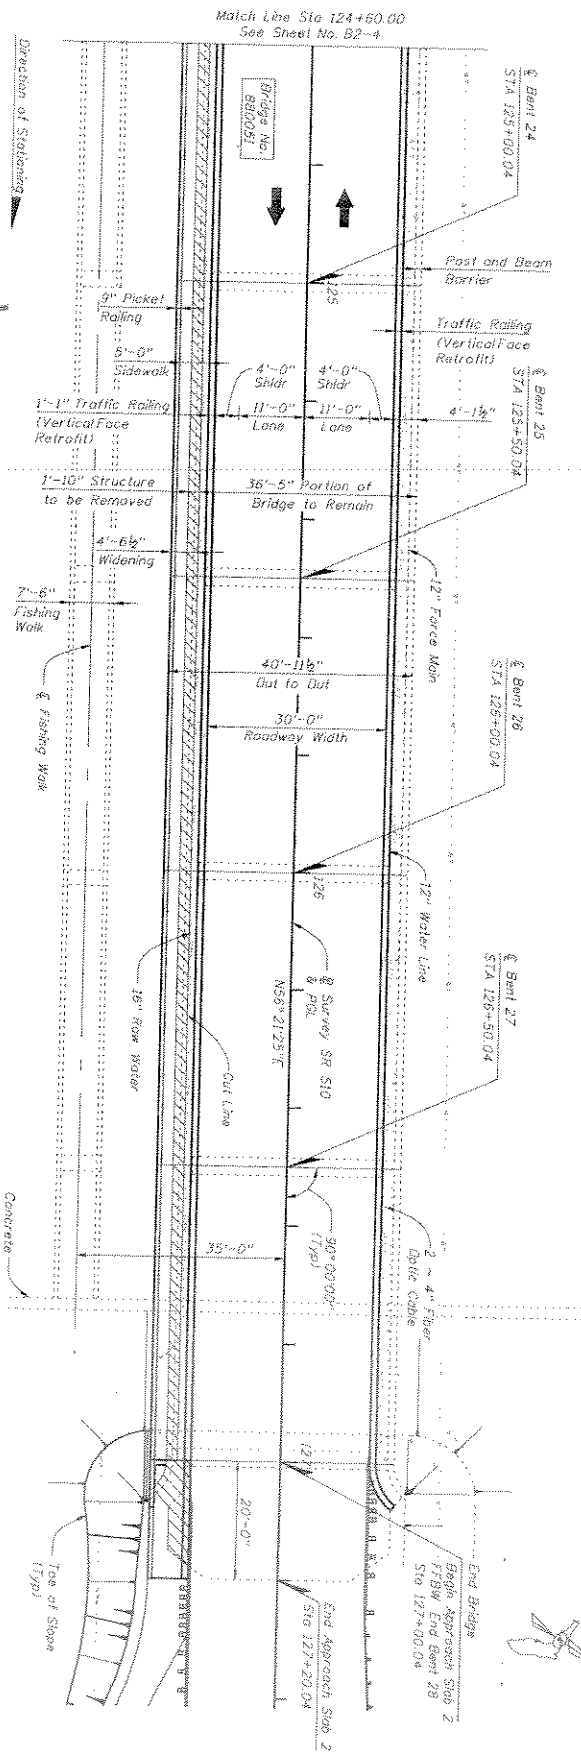 Match Line Sta 124+60.00
See Sheet No. B2-4
Direction of Stationing
Bridge No.
880051
℄ Bent 24
STA 125+00.04
125
Post and Beam
Barrier
9" Picket
Railing
Traffic Railing
(Vertical Face
Retrofit)
5'-0"
Sidewalk
4'-0"
Shldr
4'-0"
Shldr
℄ Bent 25
STA 125+50.04
1'-1" Traffic Railing
(Vertical Face
Retrofit)
11'-0"
Lane
11'-0"
Lane
4'-1½"
1'-10" Structure
to be Removed
36'-5" Portion of
Bridge to Remain
4'-6½"
Widening
7'-6"
Fishing
Walk
12" Force Main
℄ Fishing Walk
40'-11½"
Out to Out
30'-0"
Roadway Width
℄ Bent 26
STA 126+00.04
126
12" Water Line
℄ Survey SR 510
& PGL
N56°21'25"E
16" Raw Water
Cut Line
℄ Bent 27
STA 126+50.04
90°00'00"
(Typ)
35'-0"
2 ~ 4" Fiber
Optic Cable
Concrete
127
20'-0"
End Bridge
Begin Approach Slab 2
FFBW End Bent 28
Sta 127+00.04
End Approach Slab 2
Sta 127+20.04
Toe of Slope
(Typ)